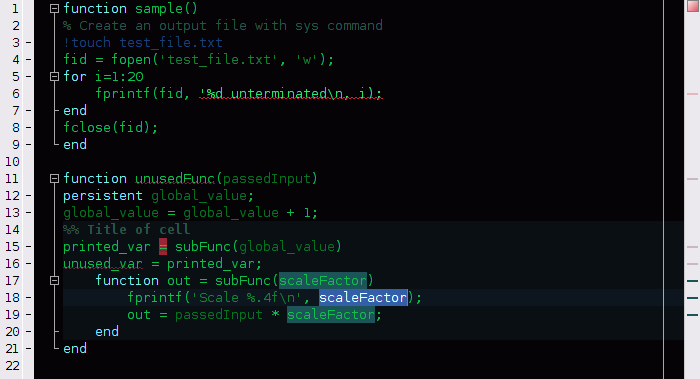 1 function sample()
2 % Create an output file with sys command
3 - !touch test_file.txt
4 - fid = fopen('test_file.txt', 'w');
5 - for i=1:20
6 - fprintf(fid, '%d unterminated\n, i);
7 - end
8 - fclose(fid);
9 - end
10
11 function unusedFunc(passedInput)
12 - persistent global_value;
13 - global_value = global_value + 1;
14 %% Title of cell
15 - printed_var = subFunc(global_value)
16 - unused_var = printed_var;
17 function out = subFunc(scaleFactor)
18 - fprintf('Scale %.4f\n', scaleFactor);
19 - out = passedInput * scaleFactor;
20 - end
21 - end
22